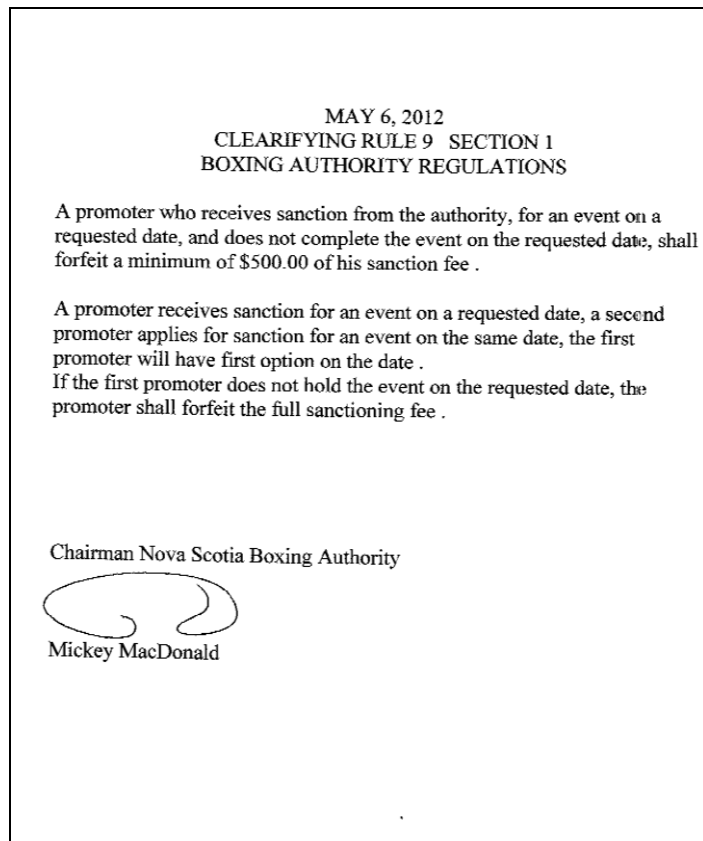 MAY 6, 2012
CLEARIFYING RULE 9 SECTION 1
BOXING AUTHORITY REGULATIONS
A promoter who receives sanction from the authority, for an event on a
requested date, and does not complete the event on the requested date, shall
forfeit a minimum of $500.00 of his sanction fee .
A promoter receives sanction for an event on a requested date, a second
promoter applies for sanction for an event on the same date, the first
promoter will have first option on the date .
If the first promoter does not hold the event on the requested date, the
promoter shall forfeit the full sanctioning fee .
Chairman Nova Scotia Boxing Authority
Mickey MacDonald